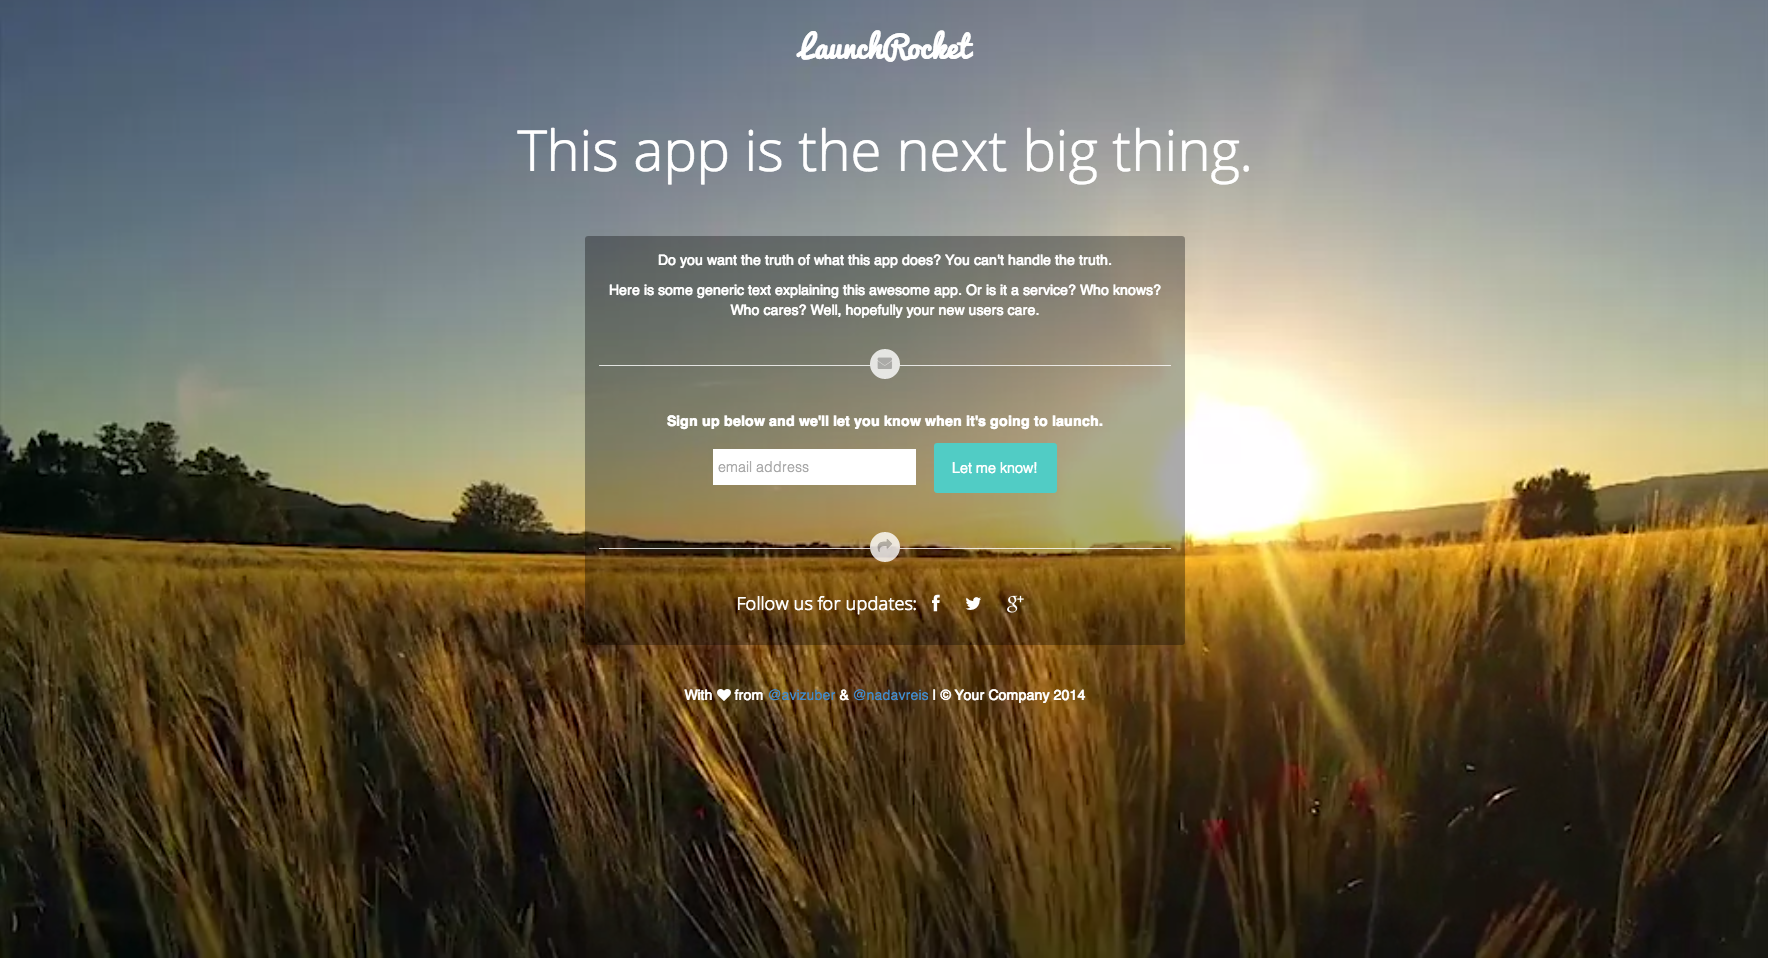 LaunchRocket
This app is the next big thing.
Do you want the truth of what this app does? You can't handle the truth.
Here is some generic text explaining this awesome app. Or is it a service? Who knows?
Who cares? Well, hopefully your new users care.
Sign up below and we'll let you know when it's going to launch.
email address
Let me know!
Follow us for updates: f g+
With ♥ from @avizuber & @nadavreis | © Your Company 2014